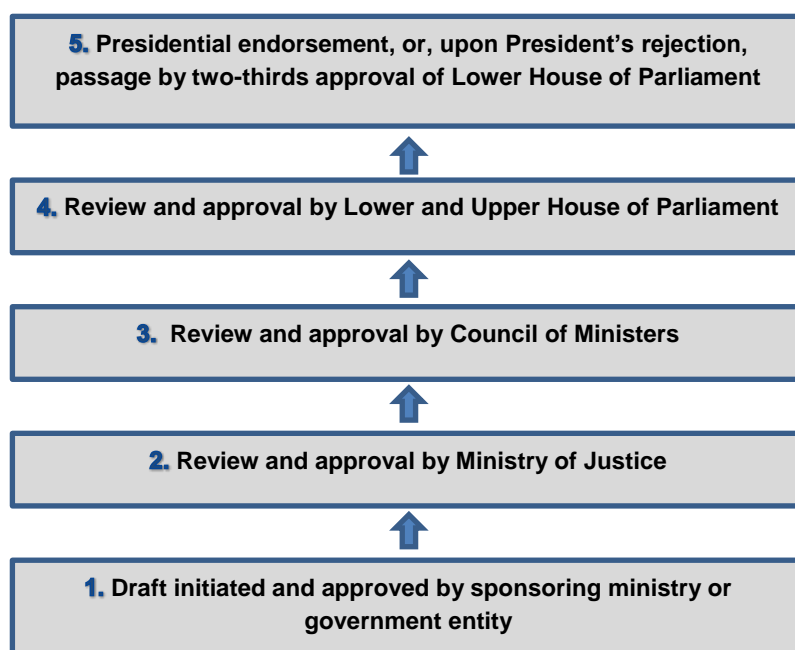 5. Presidential endorsement, or, upon President’s rejection,
passage by two-thirds approval of Lower House of Parliament
4. Review and approval by Lower and Upper House of Parliament
3. Review and approval by Council of Ministers
2. Review and approval by Ministry of Justice
1. Draft initiated and approved by sponsoring ministry or
government entity